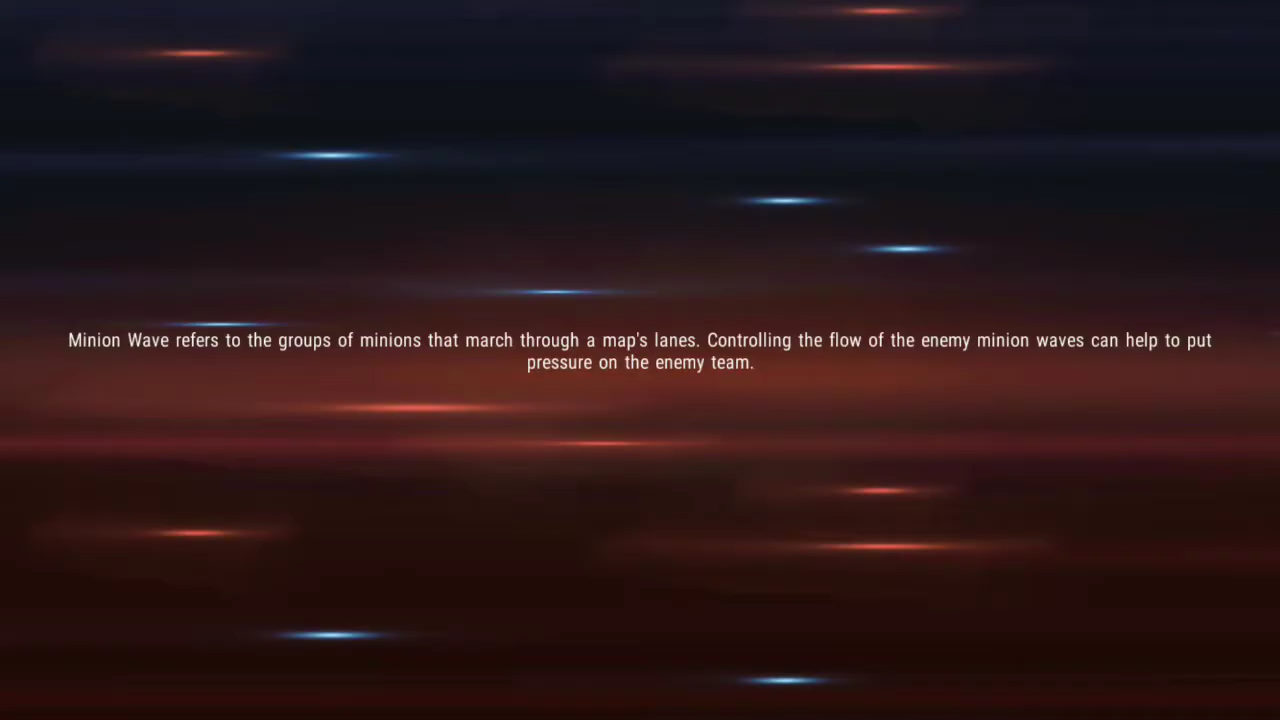 Minion Wave refers to the groups of minions that march through a map's lanes. Controlling the flow of the enemy minion waves can help to put
pressure on the enemy team.